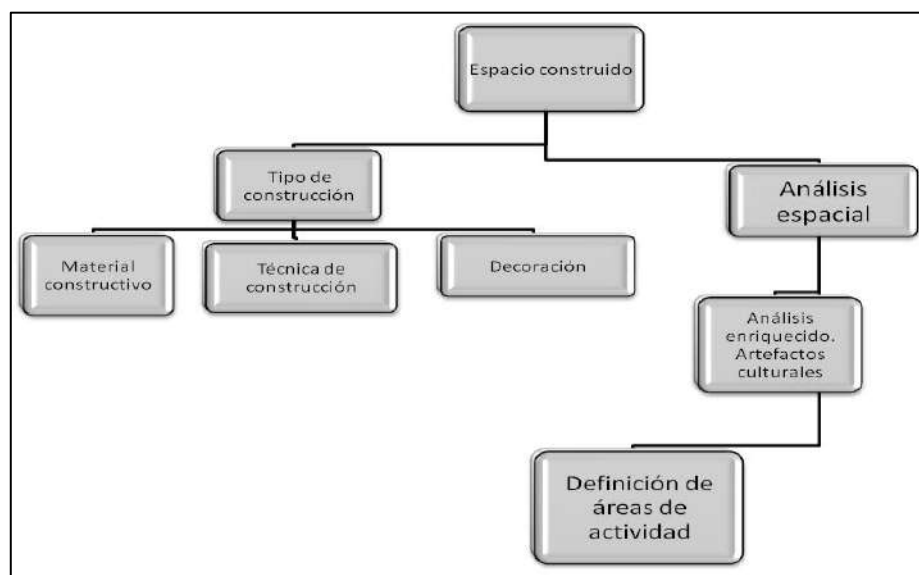 Espacio construido
Tipo de
construcción
Análisis
espacial
Material
constructivo
Técnica de
construcción
Decoración
Análisis
enriquecido.
Artefactos
culturales
Definición de
áreas de
actividad